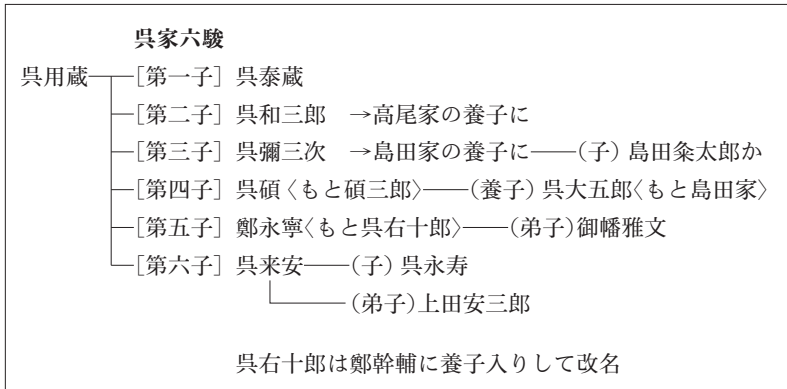 呉家六駿
呉用蔵 [第一子] 呉泰蔵
[第二子] 呉和三郎 →高尾家の養子に
[第三子] 呉彌三次 →島田家の養子に――(子) 島田粂太郎か
[第四子] 呉碩〈もと碩三郎〉――(養子) 呉大五郎〈もと島田家〉
[第五子] 鄭永寧〈もと呉右十郎〉――(弟子)御幡雅文
[第六子] 呉来安――(子) 呉永寿
(弟子)上田安三郎
呉右十郎は鄭幹輔に養子入りして改名